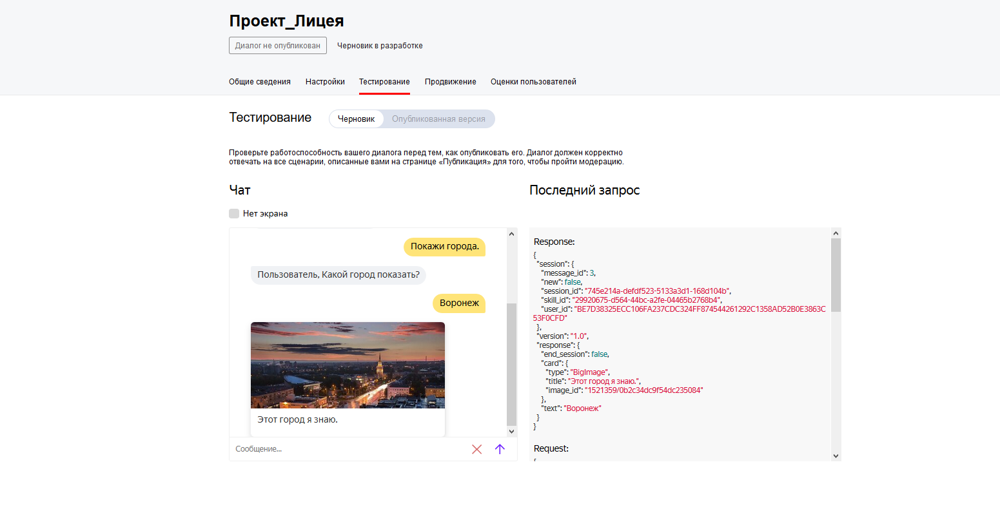 Проект_Лицея
Диалог не опубликован
Черновик в разработке
Общие сведения
Настройки
Тестирование
Продвижение
Оценки пользователей
Тестирование
Черновик
Опубликованная версия
Проверьте работоспособность вашего диалога перед тем, как опубликовать его. Диалог должен корректно
отвечать на все сценарии, описанные вами на странице «Публикация» для того, чтобы пройти модерацию.
Чат
Нет экрана
Покажи города.
Пользователь, Какой город показать?
Воронеж
Этот город я знаю.
Сообщение...
Последний запрос
Response:
{
"session": {
"message_id": 3,
"new": false,
"session_id": "745e214a-defdf523-5133a3d1-168d104b",
"skill_id": "29920675-d564-44bc-a2fe-04465b2768b4",
"user_id": "BE7D38325ECC106FA237CDC324FF874544261292C1358AD52B0E3863C
53F0CFD"
},
"version": "1.0",
"response": {
"end_session": false,
"card": {
"type": "BigImage",
"title": "Этот город я знаю.",
"image_id": "1521359/0b2c34dc9f54dc235084"
},
"text": "Воронеж"
}
}
Request:
{